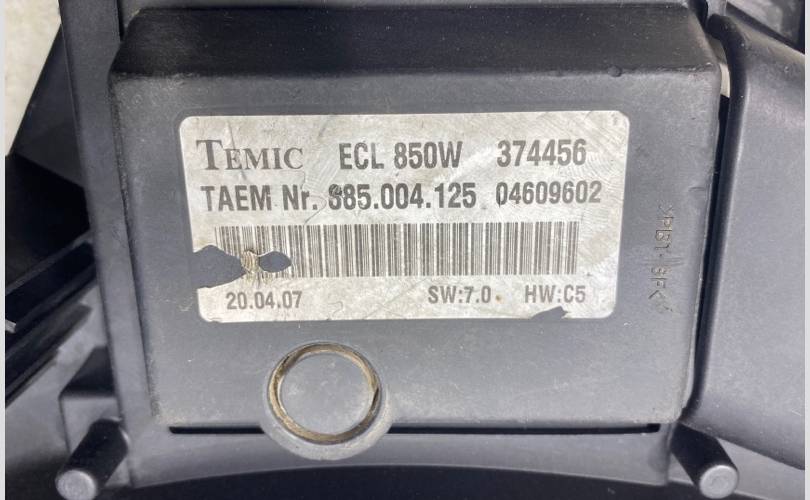 TEMIC ECL 850W 374456
TAEM Nr. 885.004.125 04609602
20.04.07 SW:7.0 HW:C5